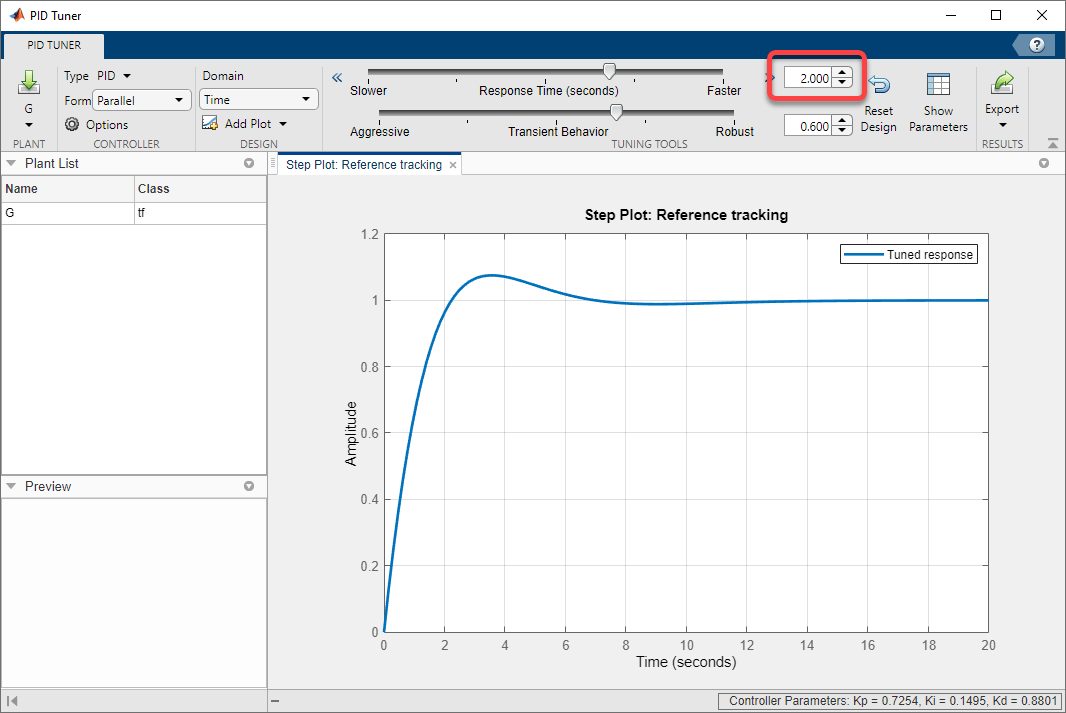 PID Tuner
PID TUNER
Type PID
Form Parallel
Options
G
PLANT
CONTROLLER
Domain
Time
Add Plot
DESIGN
Slower
Response Time (seconds)
Faster
2.000
Aggressive
Transient Behavior
Robust
0.600
TUNING TOOLS
Reset
Design
Show
Parameters
Export
RESULTS
Plant List
Name Class
G tf
Preview
Step Plot: Reference tracking
Step Plot: Reference tracking
Tuned response
Amplitude
1.2
1
0.8
0.6
0.4
0.2
0
0 2 4 6 8 10 12 14 16 18 20
Time (seconds)
Controller Parameters: Kp = 0.7254, Ki = 0.1495, Kd = 0.8801